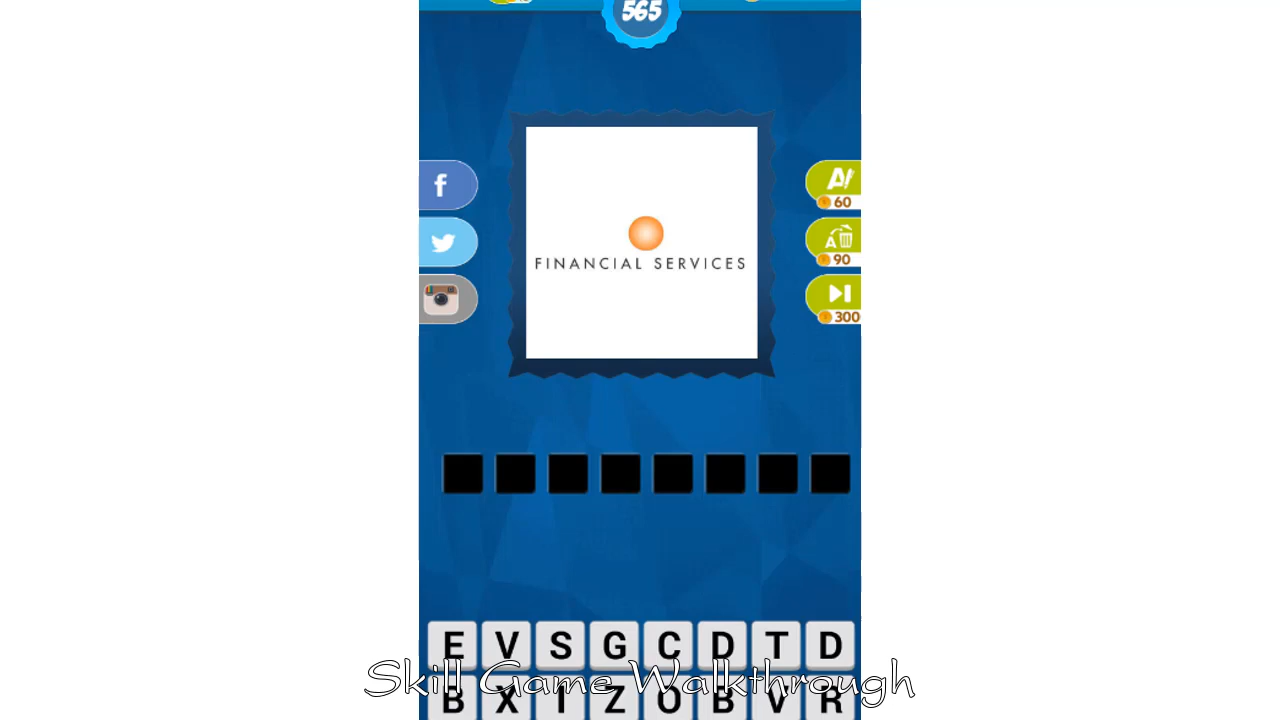 565
f
60
A
90
300
FINANCIAL SERVICES
E V S G C D T D
B X I Z O B V R
Skill Game Walkthrough